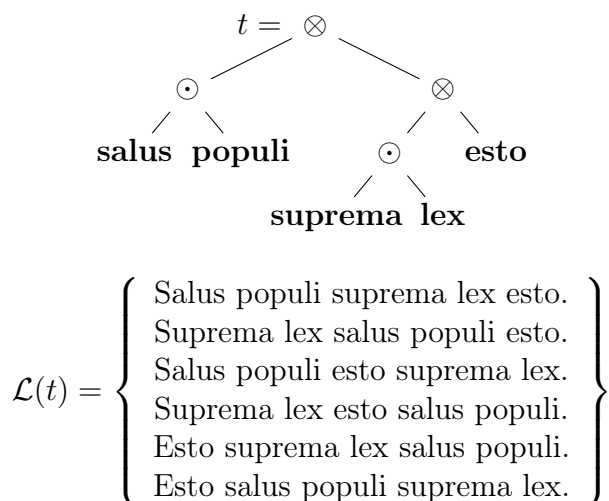 t = ⊗
⊙ ⊗
salus populi ⊙ esto
suprema lex
Salus populi suprema lex esto.
Suprema lex salus populi esto.
Salus populi esto suprema lex.
ℒ(t) =
Suprema lex esto salus populi.
Esto suprema lex salus populi.
Esto salus populi suprema lex.